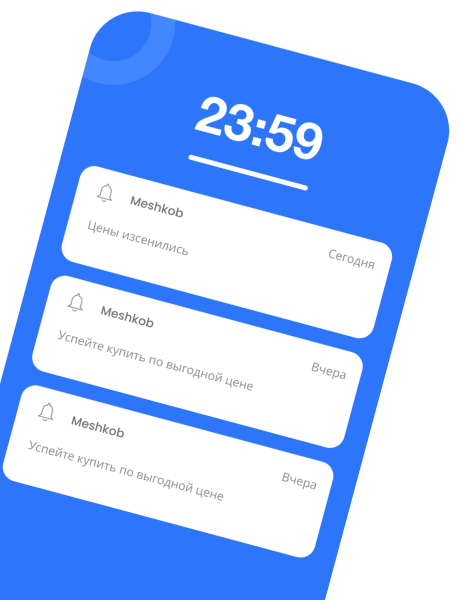 23:59
Meshkob
Сегодня
Цены изсенились
Meshkob
Вчера
Успейте купить по выгодной цене
Meshkob
Вчера
Успейте купить по выгодной цене